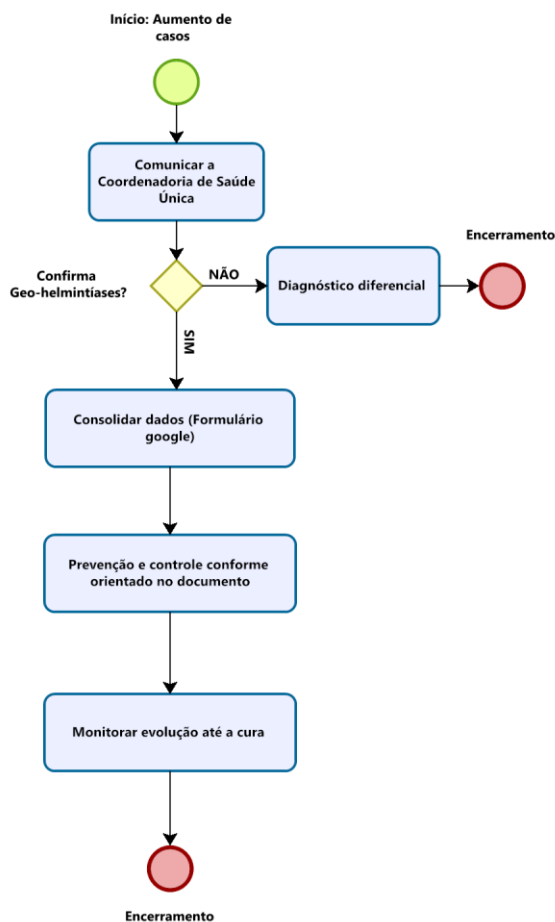 Início: Aumento de
casos
Comunicar a
Coordenadoria de Saúde
Única
Confirma
Geo-helmintíases?
NÃO
Diagnóstico diferencial
Encerramento
SIM
Consolidar dados (Formulário
google)
Prevenção e controle conforme
orientado no documento
Monitorar evolução até a cura
Encerramento